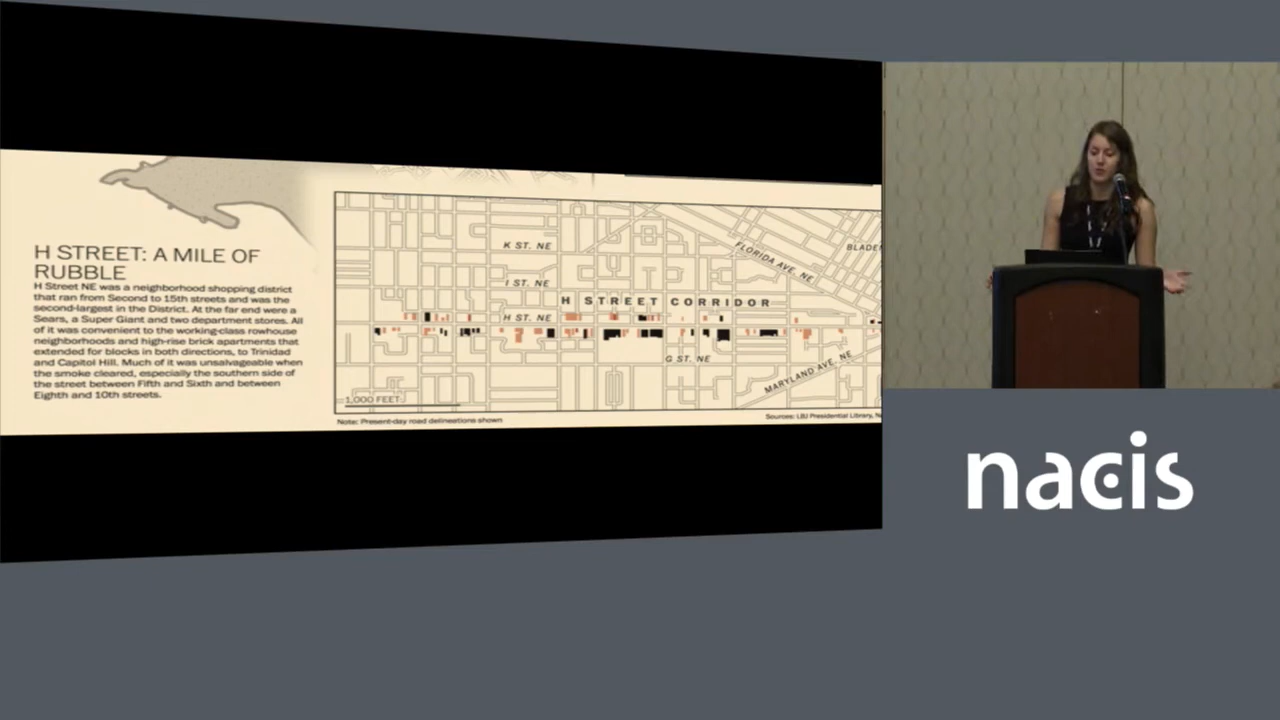 H STREET: A MILE OF
RUBBLE
H Street NE was a neighborhood shopping district
that ran from Second to 15th streets and was the
second-largest in the District. At the far end were a
Sears, a Super Giant and two department stores. All
of it was convenient to the working-class rowhouse
neighborhoods and high-rise brick apartments that
extended for blocks in both directions, to Trinidad
and Capitol Hill. Much of it was unsalvageable when
the smoke cleared, especially the southern side of
the street between Fifth and Sixth and between
Eighth and 10th streets.
K ST. NE
FLORIDA AVE. NE
BLADEN
I ST. NE
H STREET CORRIDOR
H ST. NE
G ST. NE
MARYLAND AVE. NE
1,000 FEET
Note: Present-day road delineations shown
Sources: LBJ Presidential Library, N
nacis